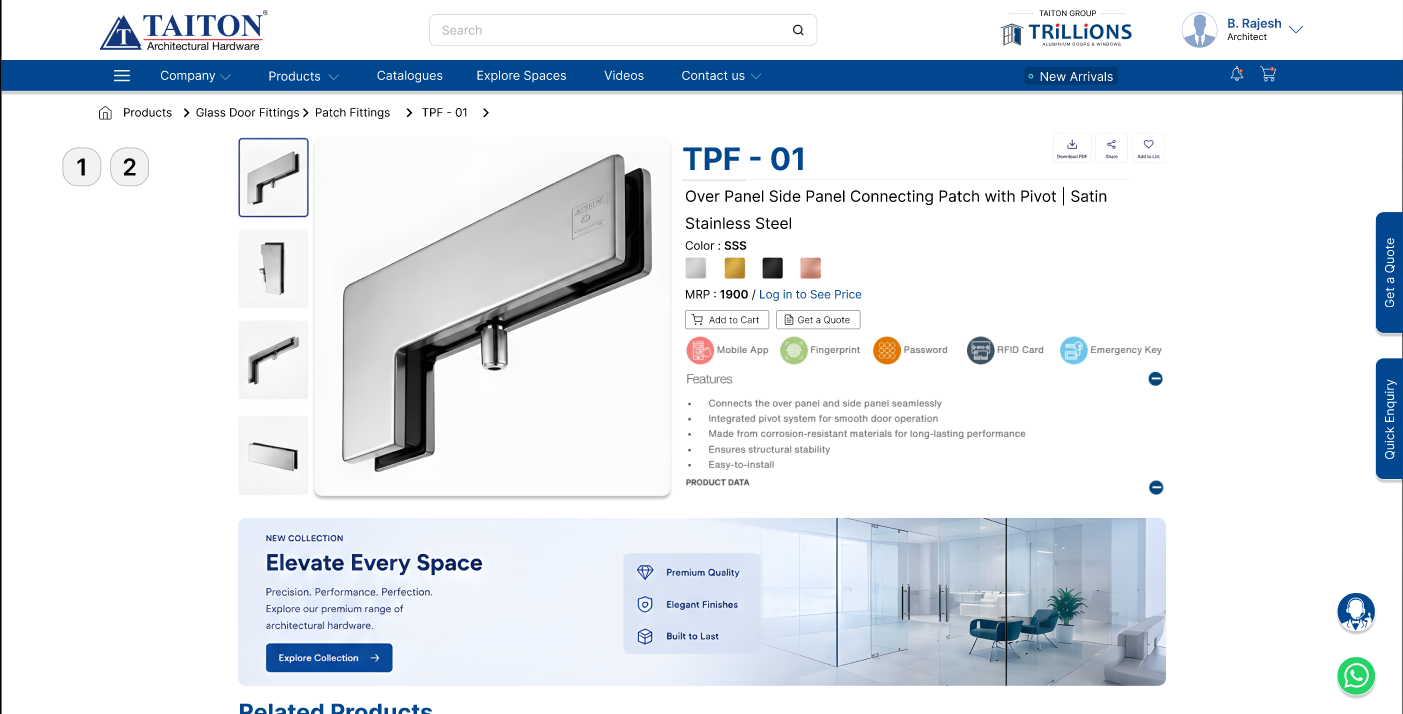 TAITON®
Architectural Hardware
Search
TAITON GROUP
TRiLLiONS
ALUMINIUM DOORS & WINDOWS
B. Rajesh
Architect
Company
Products
Catalogues
Explore Spaces
Videos
Contact us
New Arrivals
Products
Glass Door Fittings
Patch Fittings
TPF - 01
1
2
TAITON
TPF - 01
Download PDF
Share
Add to List
Over Panel Side Panel Connecting Patch with Pivot | Satin
Stainless Steel
Color : SSS
MRP : 1900 / Log in to See Price
Add to Cart
Get a Quote
Mobile App
Fingerprint
Password
RFID Card
Emergency Key
Features
• Connects the over panel and side panel seamlessly
• Integrated pivot system for smooth door operation
• Made from corrosion-resistant materials for long-lasting performance
• Ensures structural stability
• Easy-to-install
PRODUCT DATA
Get a Quote
Quick Enquiry
NEW COLLECTION
Elevate Every Space
Precision. Performance. Perfection.
Explore our premium range of
architectural hardware.
Explore Collection
Premium Quality
Elegant Finishes
Built to Last
Related Products